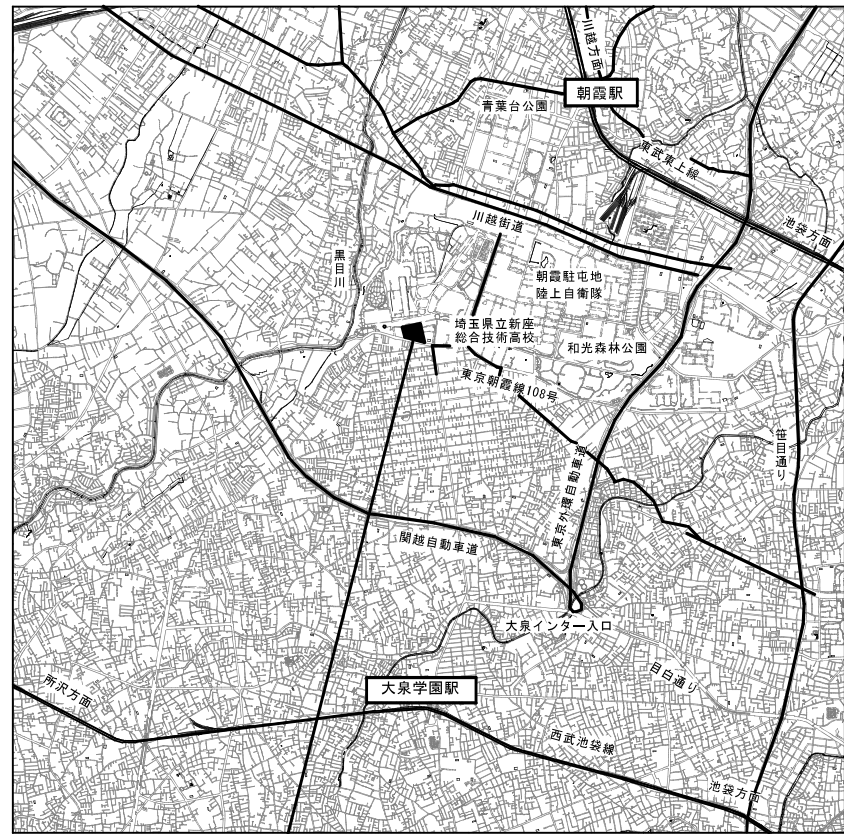 川越方面
朝霞駅
青葉台公園
東武東上線
川越街道
池袋方面
黒目川
朝霞駐屯地
陸上自衛隊
埼玉県立新座
総合技術高校
和光森林公園
東京朝霞線108号
笹目通り
東京外環自動車道
関越自動車道
大泉インター入口
目白通り
大泉学園駅
所沢方面
西武池袋線
池袋方面